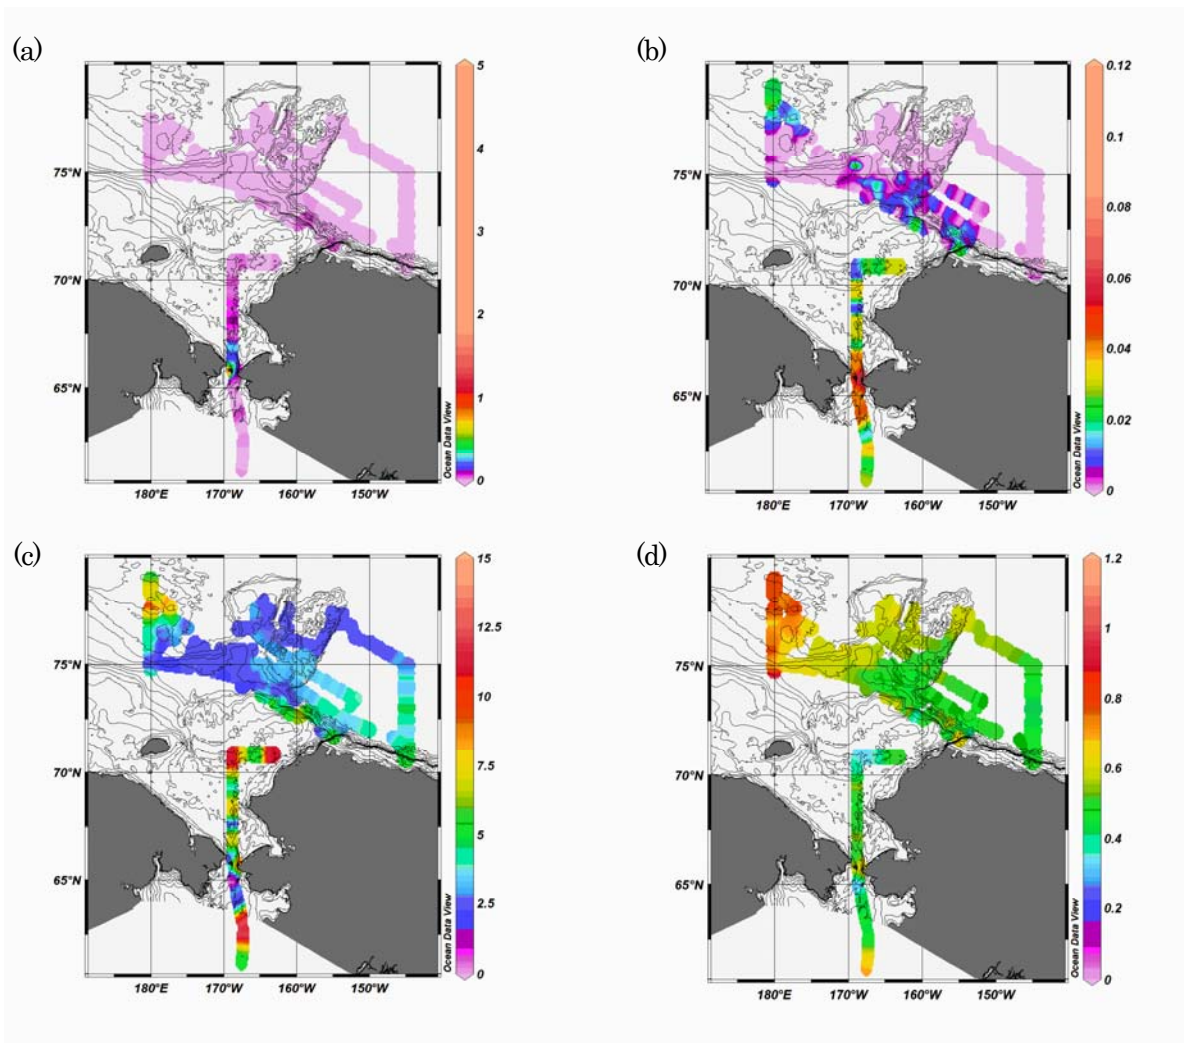 (a)
5
4
3
2
1
0
75°N
70°N
65°N
180°E
170°W
160°W
150°W
Ocean Data View
(b)
0.12
0.1
0.08
0.06
0.04
0.02
0
75°N
70°N
65°N
180°E
170°W
160°W
150°W
Ocean Data View
(c)
15
12.5
10
7.5
5
2.5
0
75°N
70°N
65°N
180°E
170°W
160°W
150°W
Ocean Data View
(d)
1.2
1
0.8
0.6
0.4
0.2
0
75°N
70°N
65°N
180°E
170°W
160°W
150°W
Ocean Data View